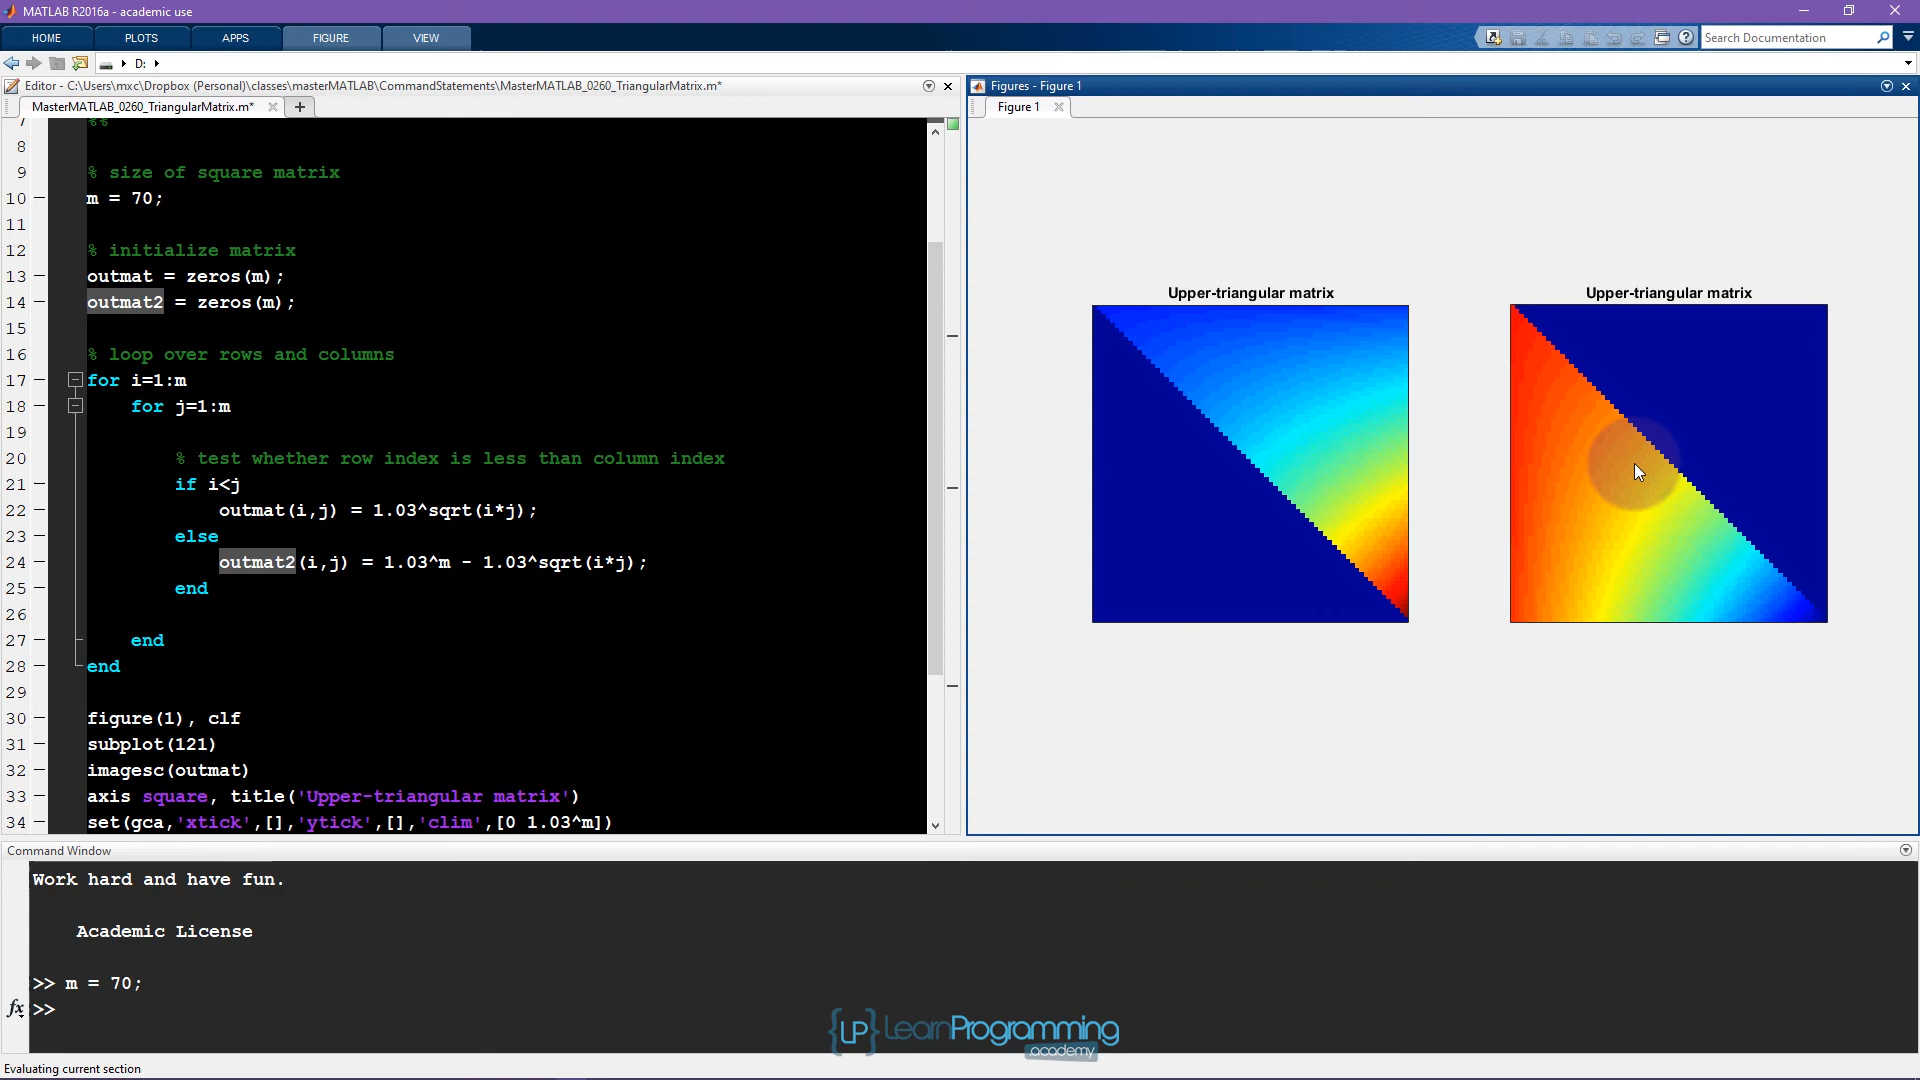 MATLAB R2016a - academic use
HOME PLOTS APPS FIGURE VIEW Search Documentation
D:
Editor - C:\Users\mxc\Dropbox (Personal)\classes\masterMATLAB\CommandStatements\MasterMATLAB_0260_TriangularMatrix.m*
MasterMATLAB_0260_TriangularMatrix.m* +
7 %%
8
9 % size of square matrix
10 m = 70;
11
12 % initialize matrix
13 outmat = zeros(m);
14 outmat2 = zeros(m);
15
16 % loop over rows and columns
17 for i=1:m
18 for j=1:m
19
20 % test whether row index is less than column index
21 if i<j
22 outmat(i,j) = 1.03^sqrt(i*j);
23 else
24 outmat2(i,j) = 1.03^m - 1.03^sqrt(i*j);
25 end
26
27 end
28 end
29
30 figure(1), clf
31 subplot(121)
32 imagesc(outmat)
33 axis square, title('Upper-triangular matrix')
34 set(gca,'xtick',[],'ytick',[],'clim',[0 1.03^m])
Figures - Figure 1
Figure 1
Upper-triangular matrix
Upper-triangular matrix
Command Window
Work hard and have fun.
Academic License
>> m = 70;
fx >>
{LP} LearnProgramming
.academy
Evaluating current section